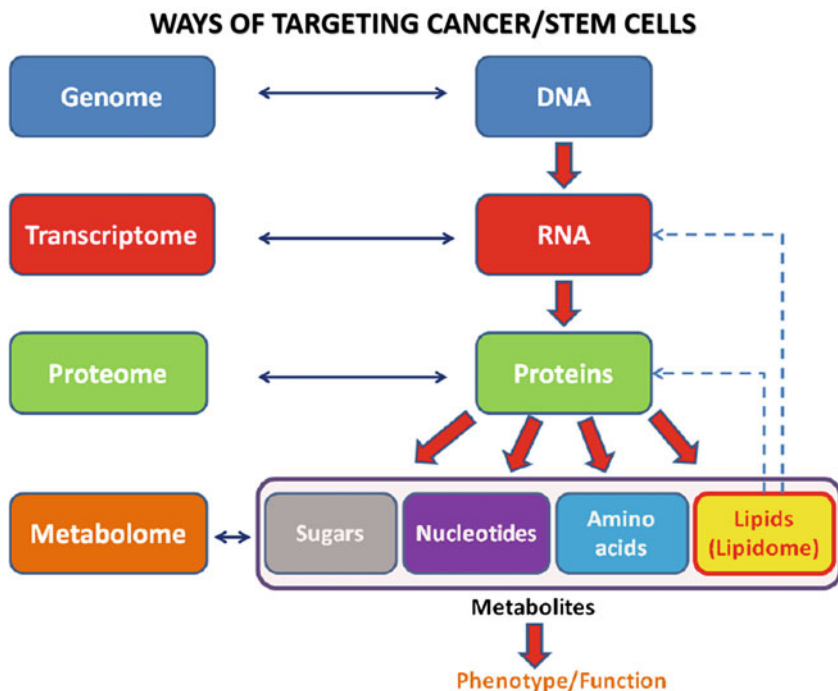 WAYS OF TARGETING CANCER/STEM CELLS
Genome
DNA
Transcriptome
RNA
Proteome
Proteins
Metabolome
Sugars
Nucleotides
Amino
acids
Lipids
(Lipidome)
Metabolites
Phenotype/Function